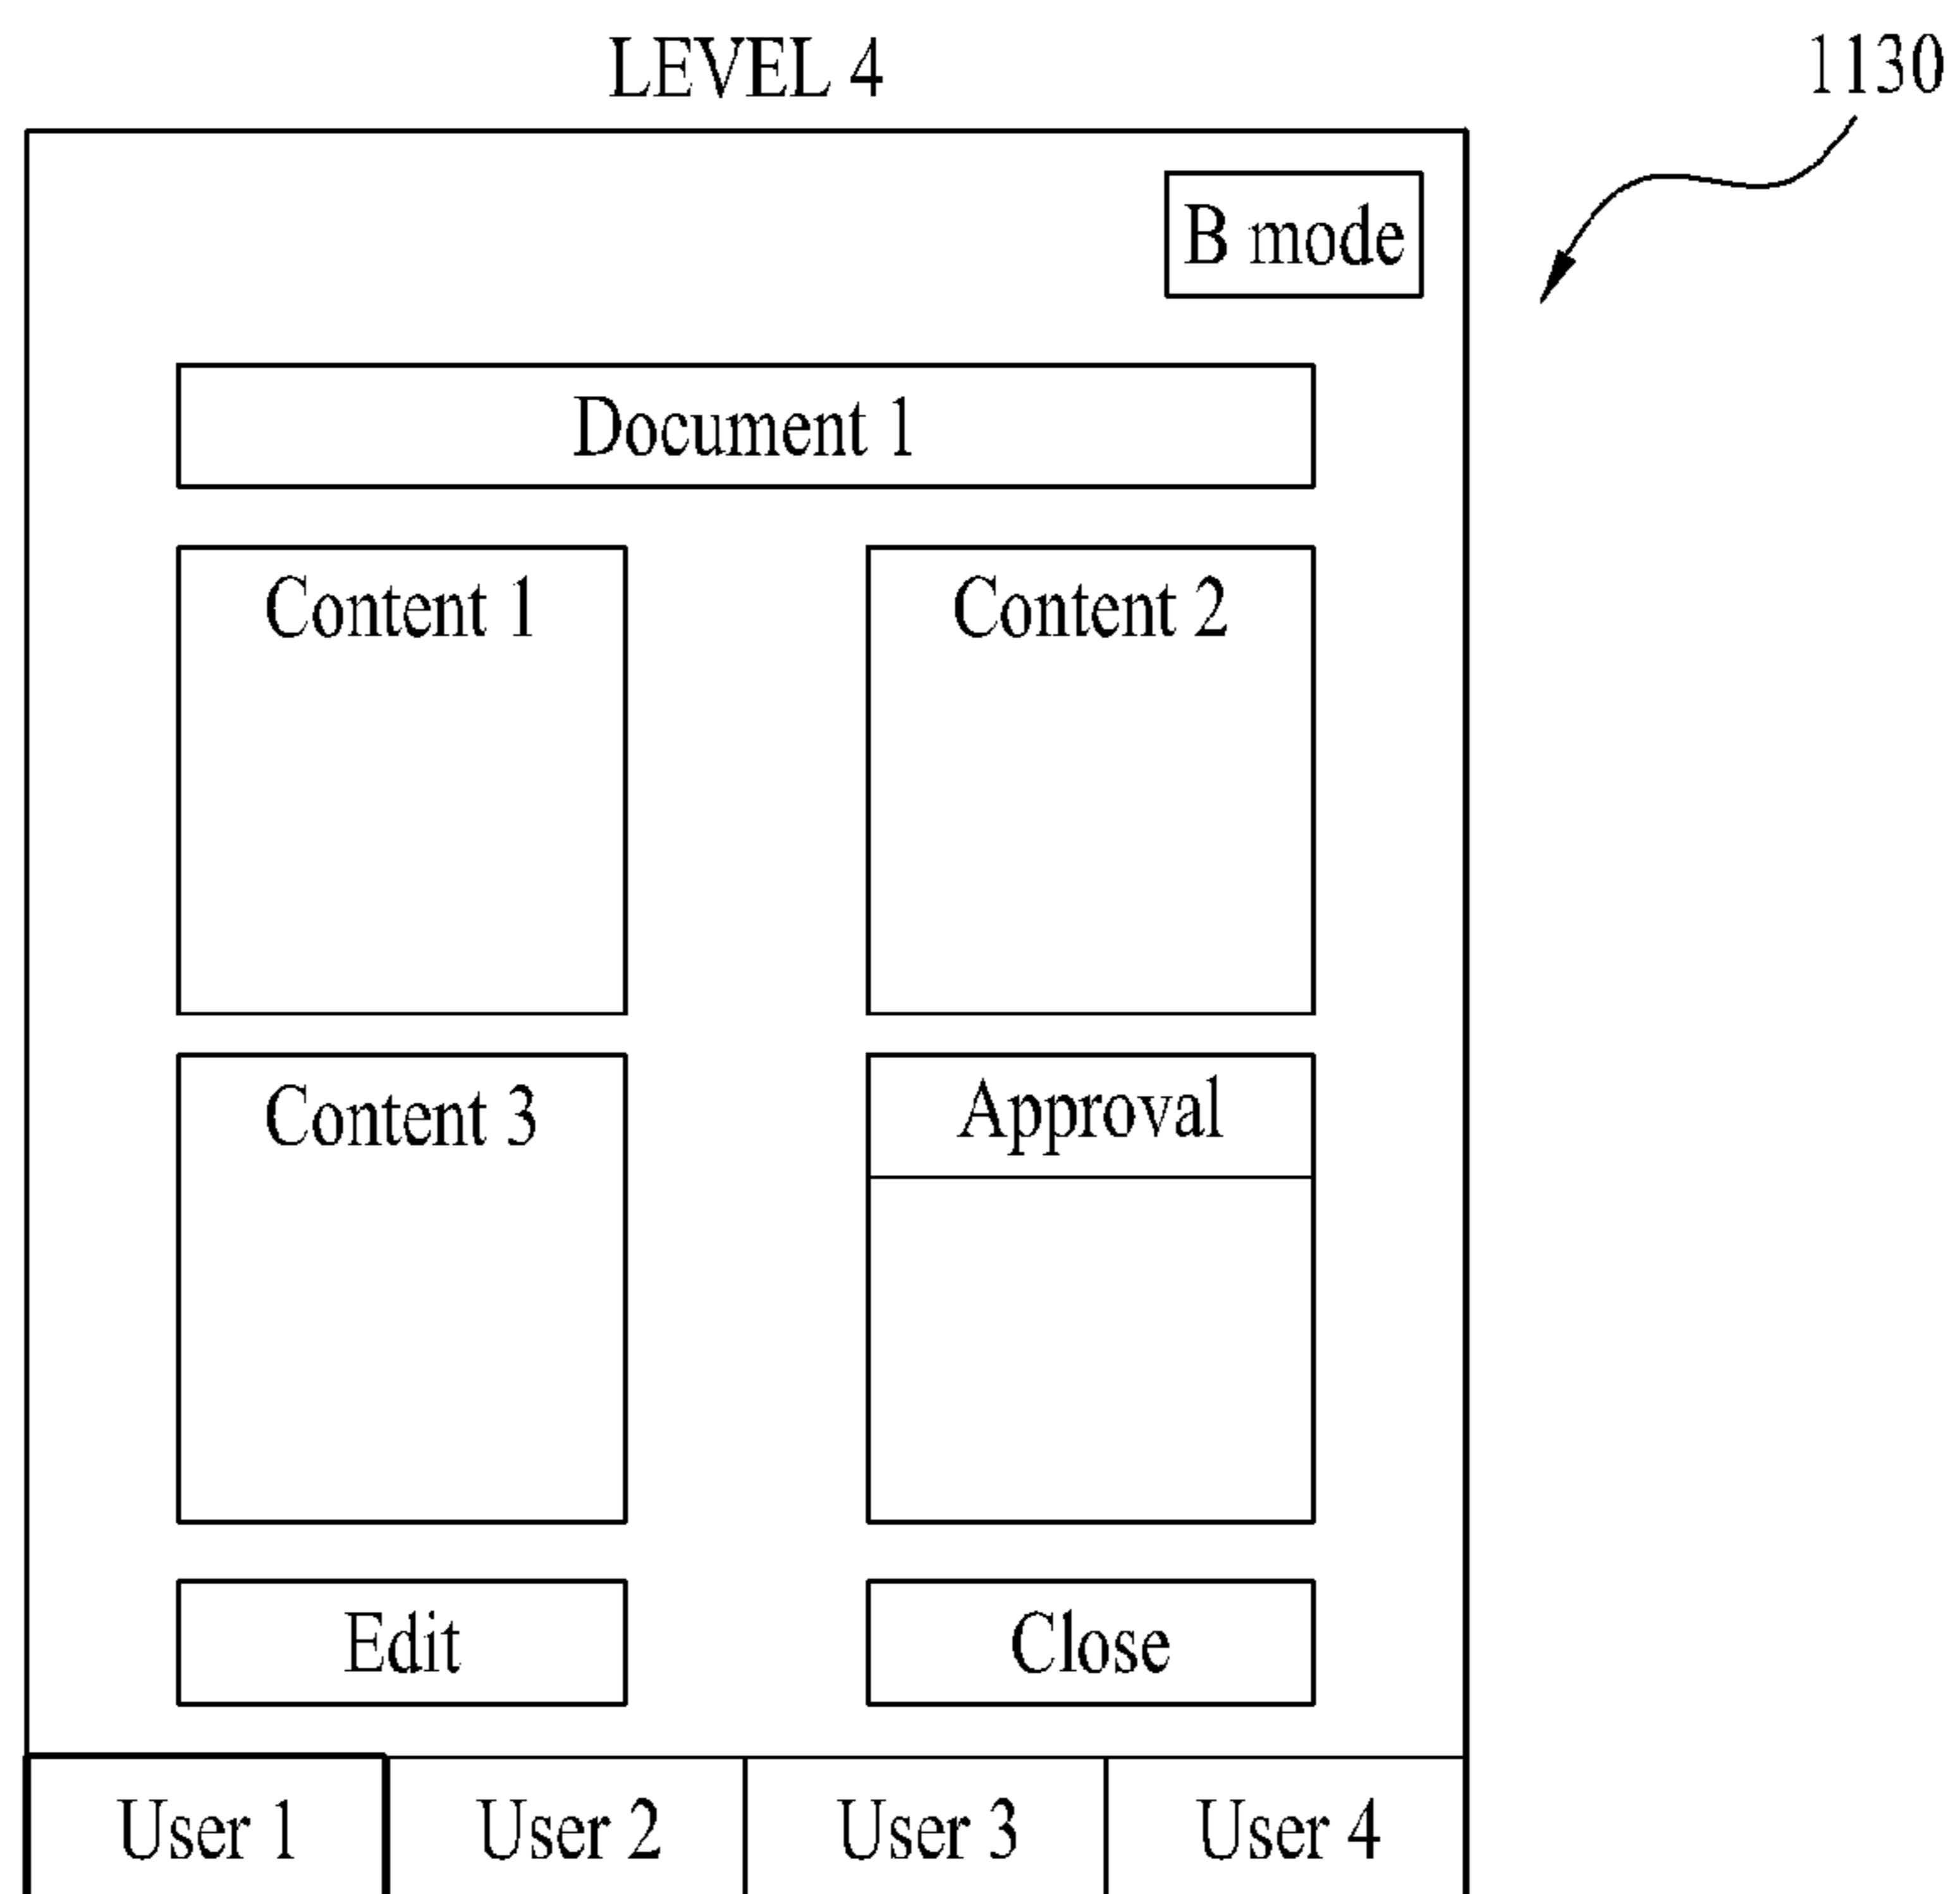 LEVEL 4
1130
B mode
Document 1
Content 1
Content 2
Content 3
Approval
Edit
Close
User 1
User 2
User 3
User 4